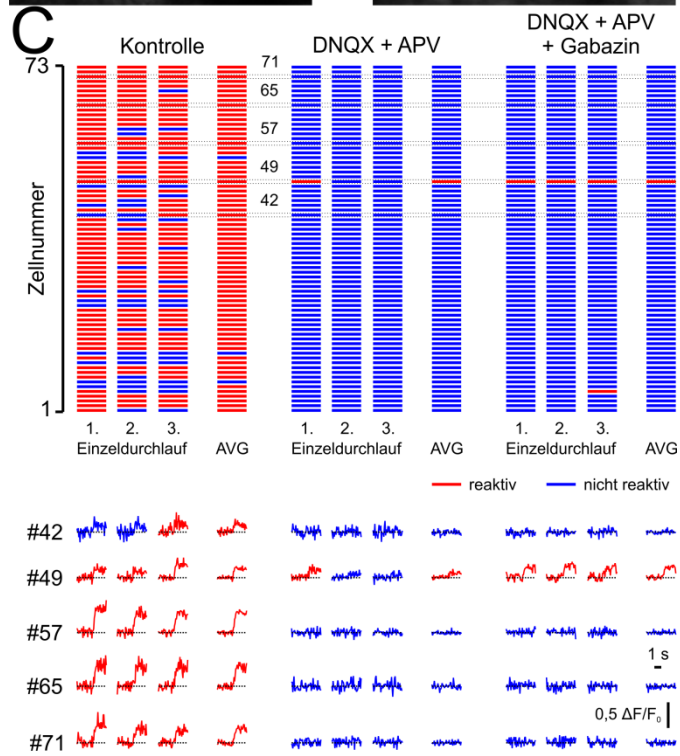 C
Kontrolle
DNQX + APV
DNQX + APV
+ Gabazin
73
71
65
57
49
42
Zellnummer
1
1. 2. 3.
Einzeldurchlauf AVG
1. 2. 3.
Einzeldurchlauf AVG
1. 2. 3.
Einzeldurchlauf AVG
reaktiv nicht reaktiv
#42
#49
#57
#65
#71
1 s
0,5 ΔF/F₀